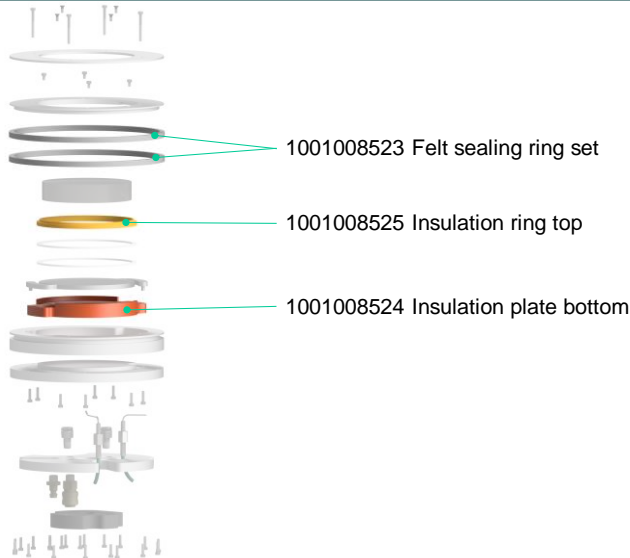 1001008523 Felt sealing ring set
1001008525 Insulation ring top
1001008524 Insulation plate bottom